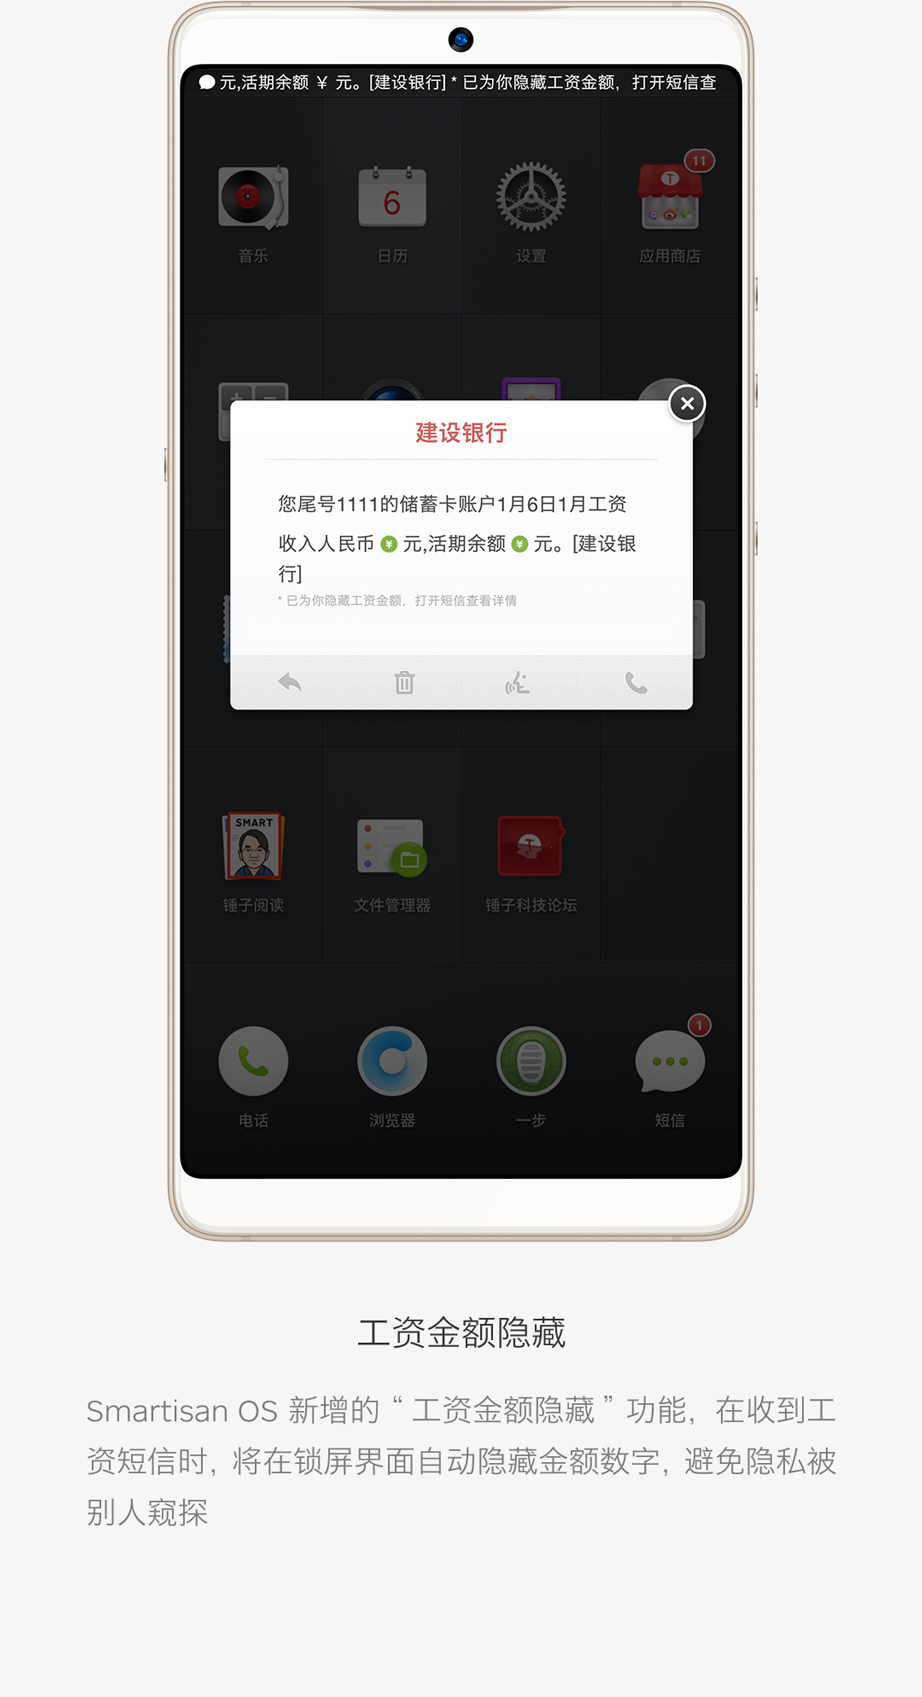 元,活期余额 ¥ 元。[建设银行] * 已为你隐藏工资金额，打开短信查
6
T
11
音乐
日历
设置
应用商店
建设银行
您尾号1111的储蓄卡账户1月6日1月工资
收入人民币 ¥ 元,活期余额 ¥ 元。[建设银
行]
* 已为你隐藏工资金额，打开短信查看详情
SMART
T
锤子阅读
文件管理器
锤子科技论坛
1
电话
浏览器
一步
短信
工资金额隐藏
Smartisan OS 新增的“工资金额隐藏”功能，在收到工
资短信时，将在锁屏界面自动隐藏金额数字，避免隐私被
别人窥探